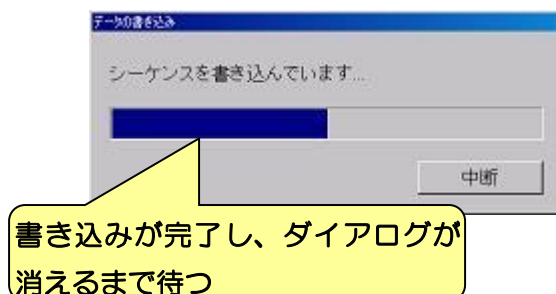 データの書き込み
シーケンスを書き込んでいます...
中断
書き込みが完了し、ダイアログが
消えるまで待つ